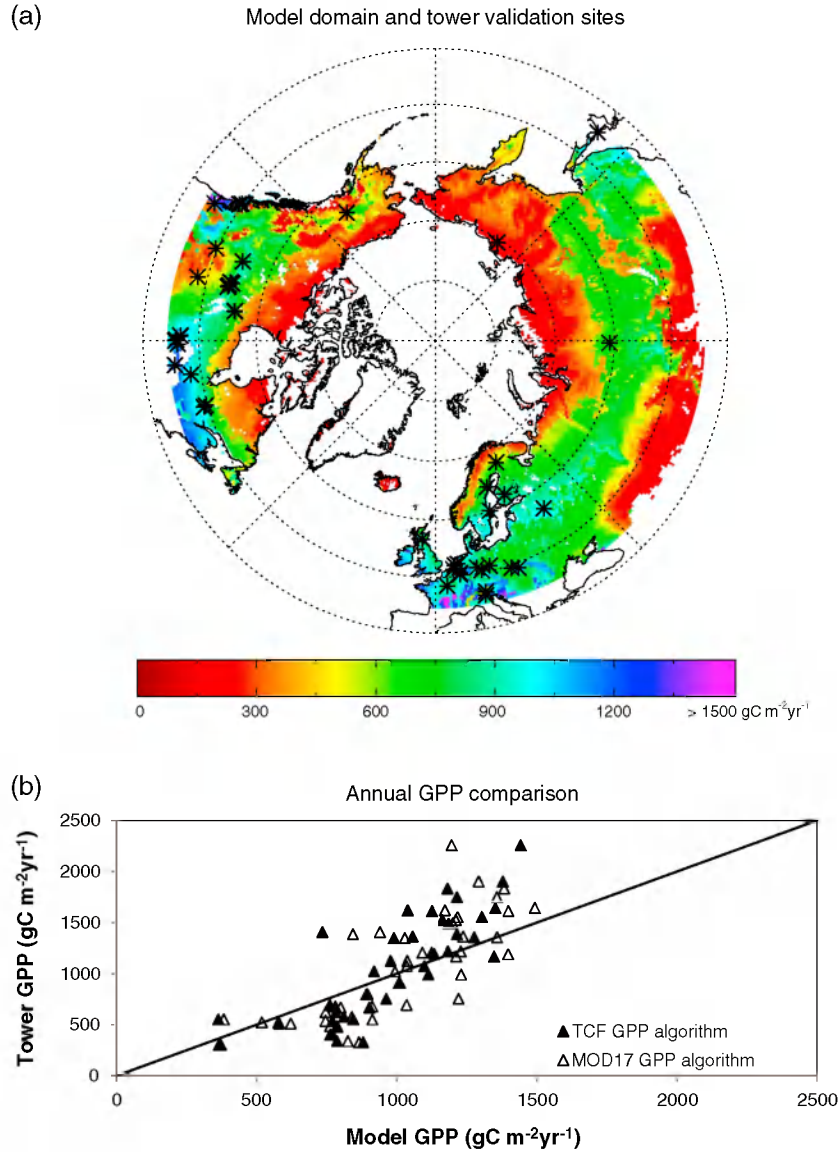 (a)
Model domain and tower validation sites
0 300 600 900 1200 > 1500 gC m⁻²yr⁻¹
(b)
Annual GPP comparison
2500
2000
1500
1000
500
0
Tower GPP (gC m⁻²yr⁻¹)
▲ TCF GPP algorithm
△ MOD17 GPP algorithm
0 500 1000 1500 2000 2500
Model GPP (gC m⁻²yr⁻¹)